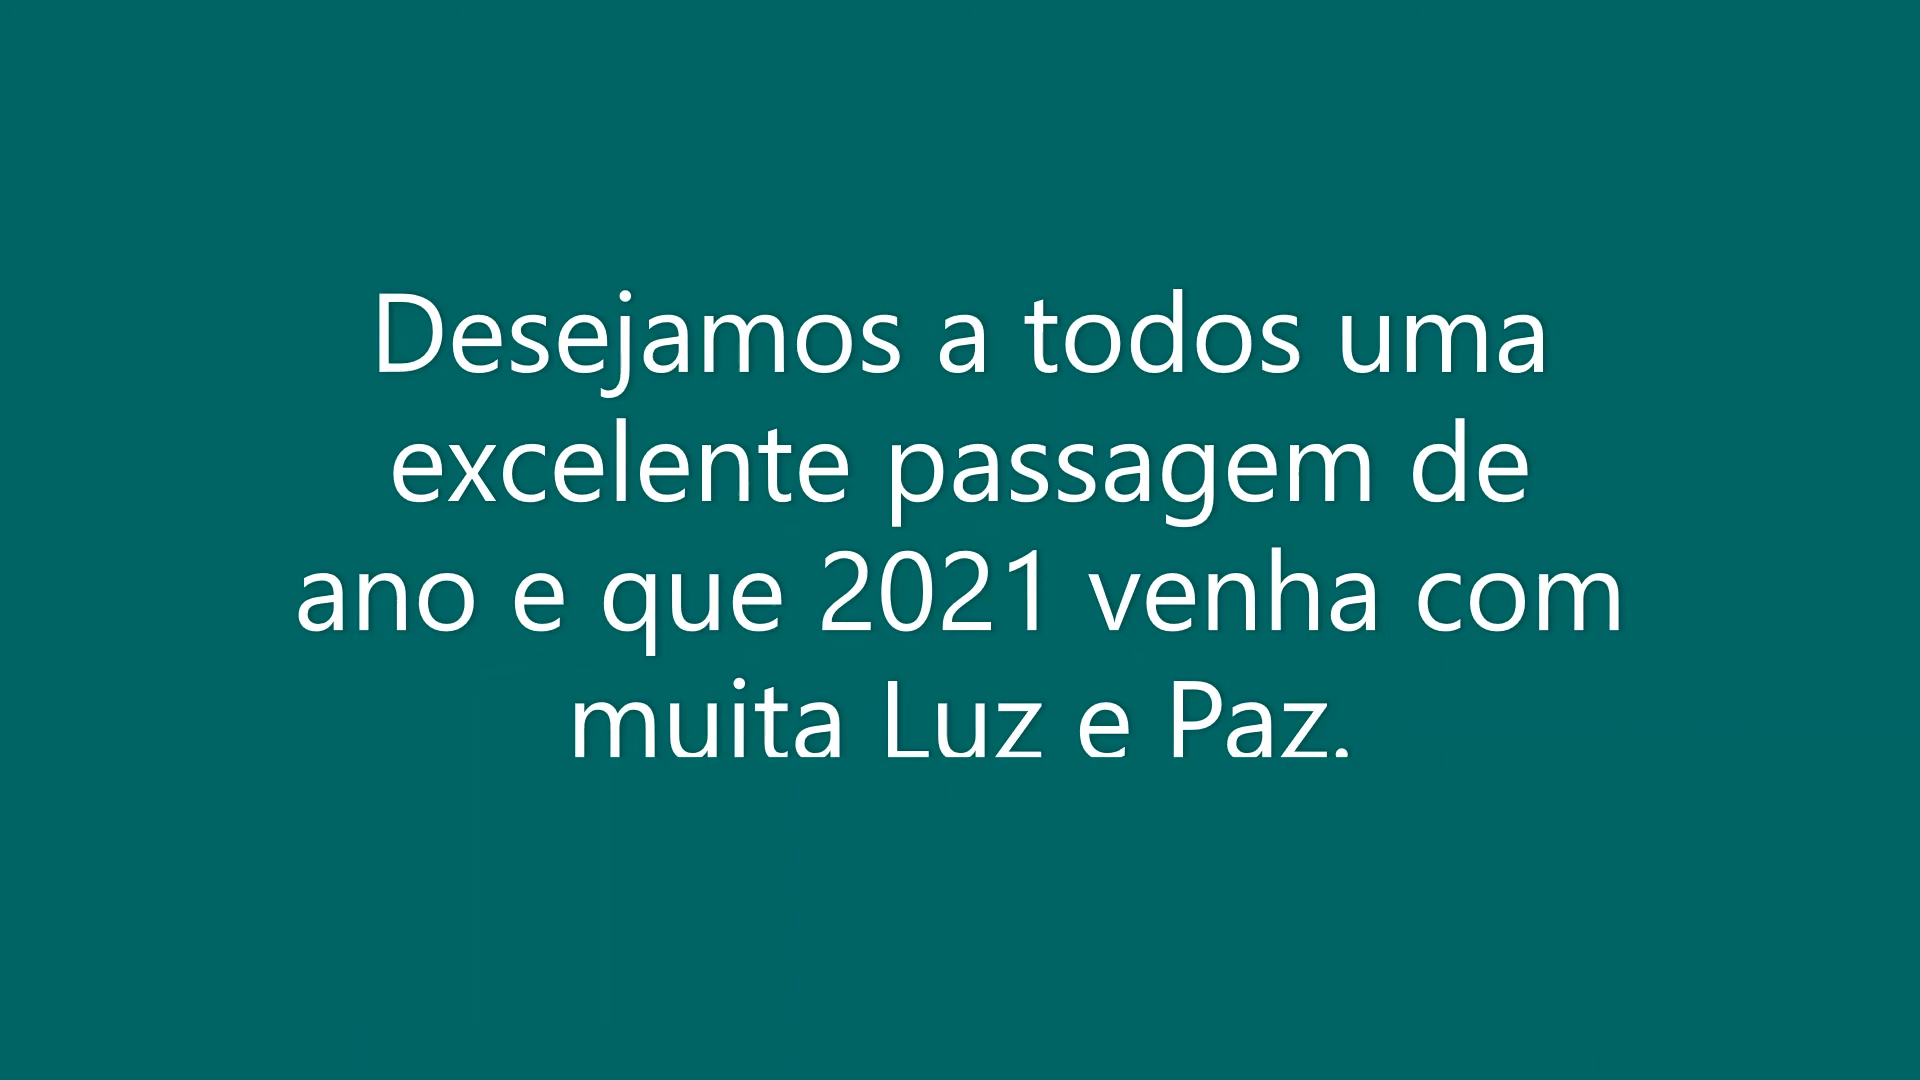 Desejamos a todos uma
excelente passagem de
ano e que 2021 venha com
muita Luz e Paz.